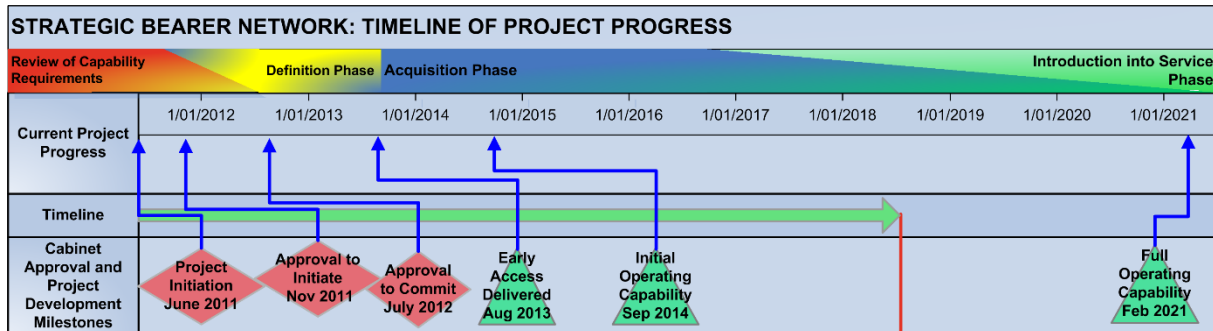 STRATEGIC BEARER NETWORK: TIMELINE OF PROJECT PROGRESS
Review of Capability
Requirements
Definition Phase
Acquisition Phase
Introduction into Service
Phase
Current Project
Progress
1/01/2012
1/01/2013
1/01/2014
1/01/2015
1/01/2016
1/01/2017
1/01/2018
1/01/2019
1/01/2020
1/01/2021
Timeline
Cabinet
Approval and
Project
Development
Milestones
Project
Initiation
June 2011
Approval to
Initiate
Nov 2011
Approval
to Commit
July 2012
Early
Access
Delivered
Aug 2013
Initial
Operating
Capability
Sep 2014
Full
Operating
Capability
Feb 2021